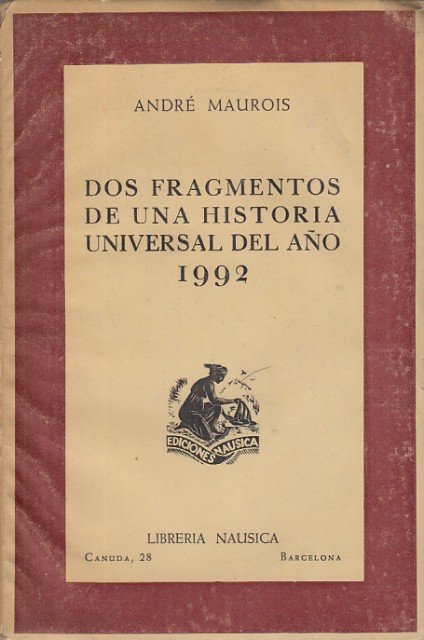 ANDRÉ MAUROIS
DOS FRAGMENTOS
DE UNA HISTORIA
UNIVERSAL DEL AÑO
1992
EDICIONES NAUSICA
LIBRERIA NAUSICA
CANUDA, 28 BARCELONA